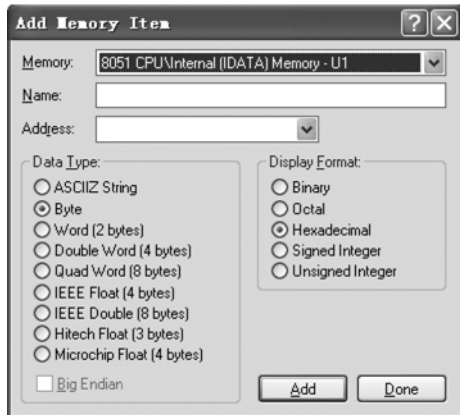 Add Memory Item
Memory: 8051 CPU\Internal (IDATA) Memory - U1
Name:
Address:
Data Type:
ASCIIZ String
Byte
Word (2 bytes)
Double Word (4 bytes)
Quad Word (8 bytes)
IEEE Float (4 bytes)
IEEE Double (8 bytes)
Hitech Float (3 bytes)
Microchip Float (4 bytes)
Big Endian
Display Format:
Binary
Octal
Hexadecimal
Signed Integer
Unsigned Integer
Add Done